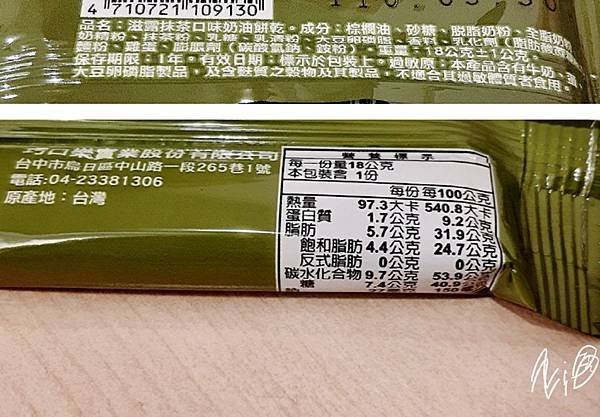 4 710721 109130
品名：滋露抹茶口味奶油餅乾。成分：棕櫚油、砂糖、脫脂奶粉、全脂奶粉
奶精粉、抹茶粉、乳糖、乳清粉、大豆卵磷脂、香料、乳化劑
麵粉、雞蛋、膨脹劑（碳酸氫鈉、銨粉）。重量：18公克±1公克。
保存期限：1年。有效日期：標示於包裝上。過敏原：本產品含有牛奶、蛋、
大豆卵磷脂製品，及含麩質之穀物及其製品，不適合其過敏體質者食用。
巧口樂實業股份有限公司
台中市烏日區中山路一段265巷1號
電話:04-23381306
原產地：台灣
營養標示
每一份量18公克
本包裝含 1份
每份 每100公克
熱量 97.3大卡 540.8大卡
蛋白質 1.7公克 9.2公克
脂肪 5.7公克 31.9公克
飽和脂肪 4.4公克 24.7公克
反式脂肪 0公克 0公克
碳水化合物 9.7公克 53.9公克
糖 7.4公克 40.9公克